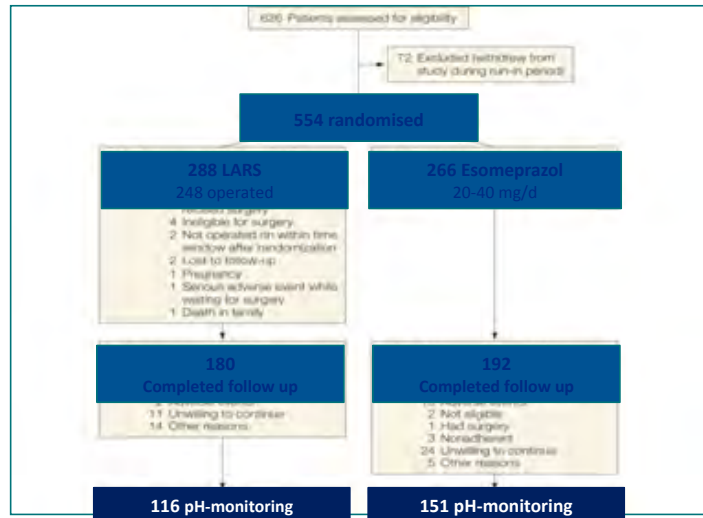 626 Patients assessed for eligibility
72 Excluded (withdrew from
study during run-in period)
554 randomised
288 LARS
248 operated
266 Esomeprazol
20-40 mg/d
refused surgery
4 Ineligible for surgery
2 Not operated on within time
window after randomization
2 Lost to follow-up
1 Pregnancy
1 Serious adverse event while
waiting for surgery
1 Death in family
180
Completed follow up
192
Completed follow up
11 Unwilling to continue
14 Other reasons
2 Not eligible
1 Had surgery
3 Nonadherent
24 Unwilling to continue
5 Other reasons
116 pH-monitoring
151 pH-monitoring